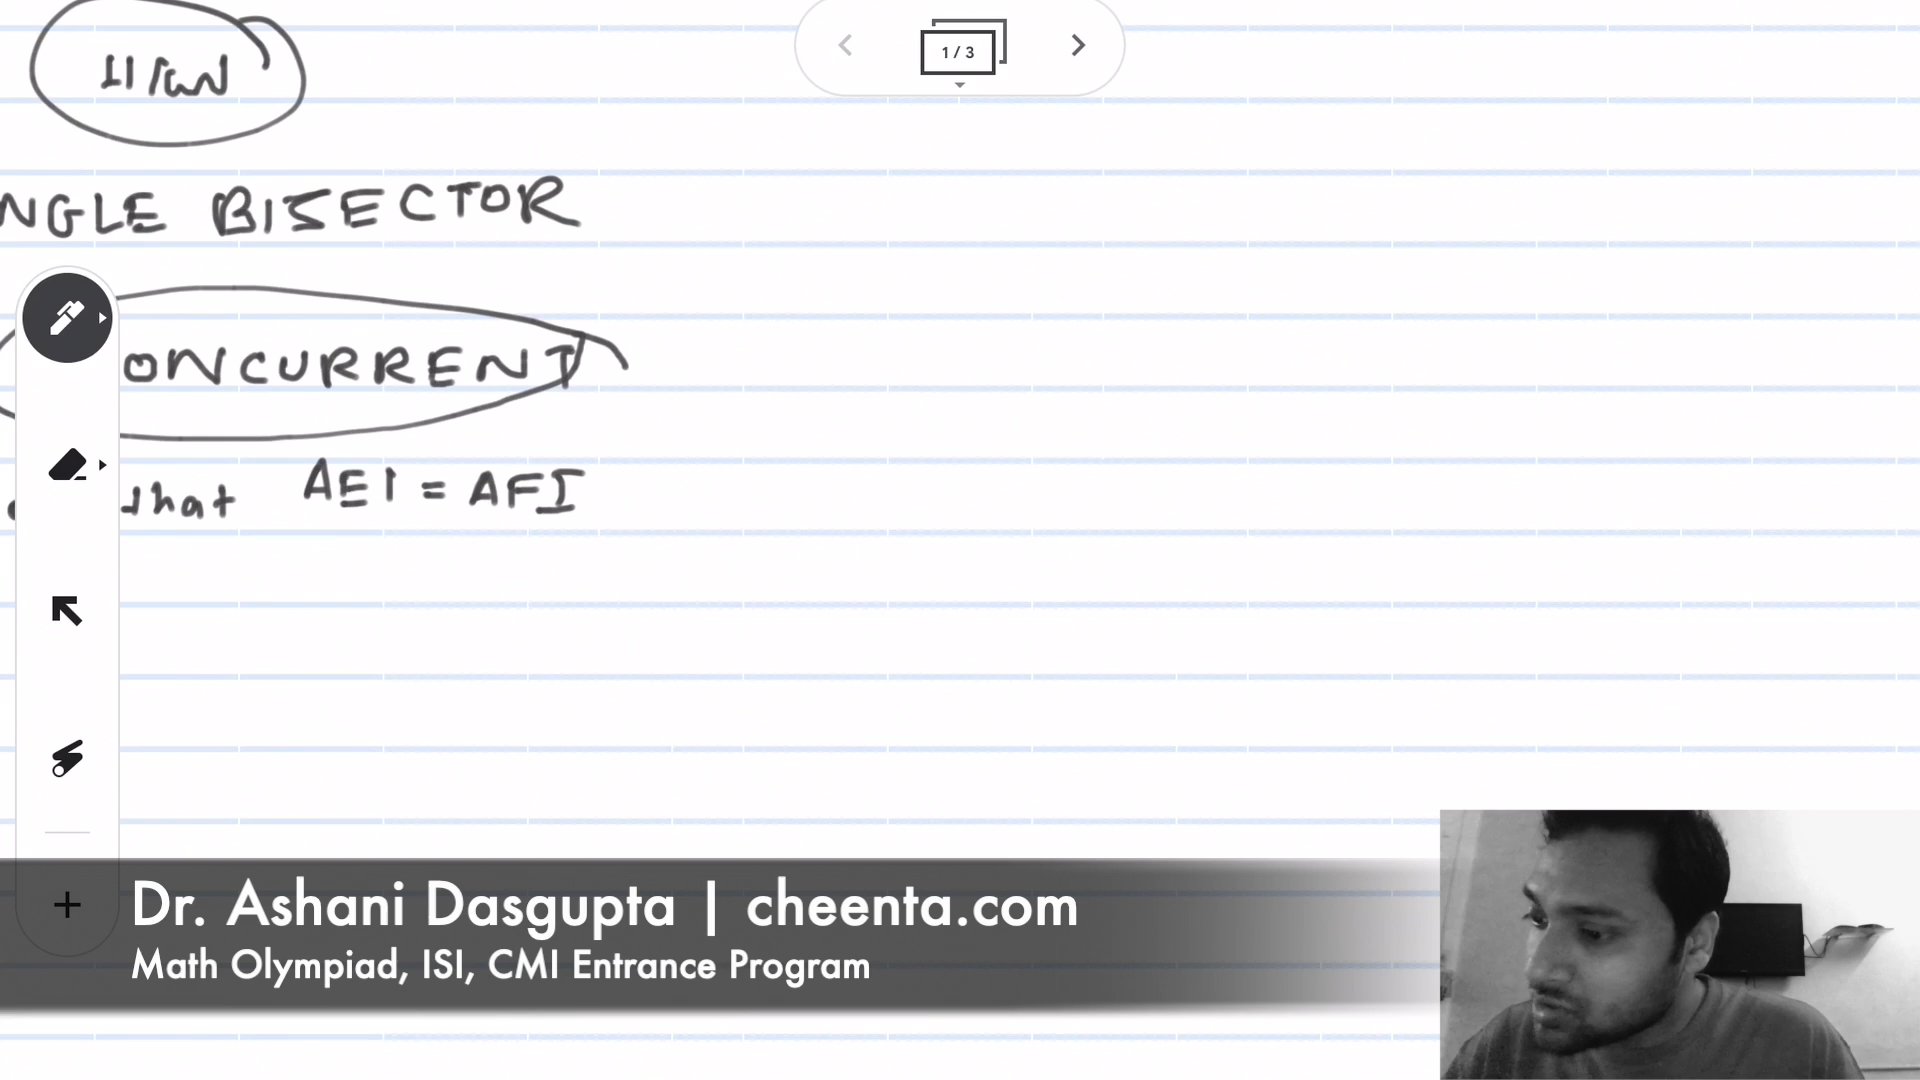 1 / 3
NGLE BISECTOR
ONCURRENT
that AEI = AFI
Dr. Ashani Dasgupta | cheenta.com
Math Olympiad, ISI, CMI Entrance Program